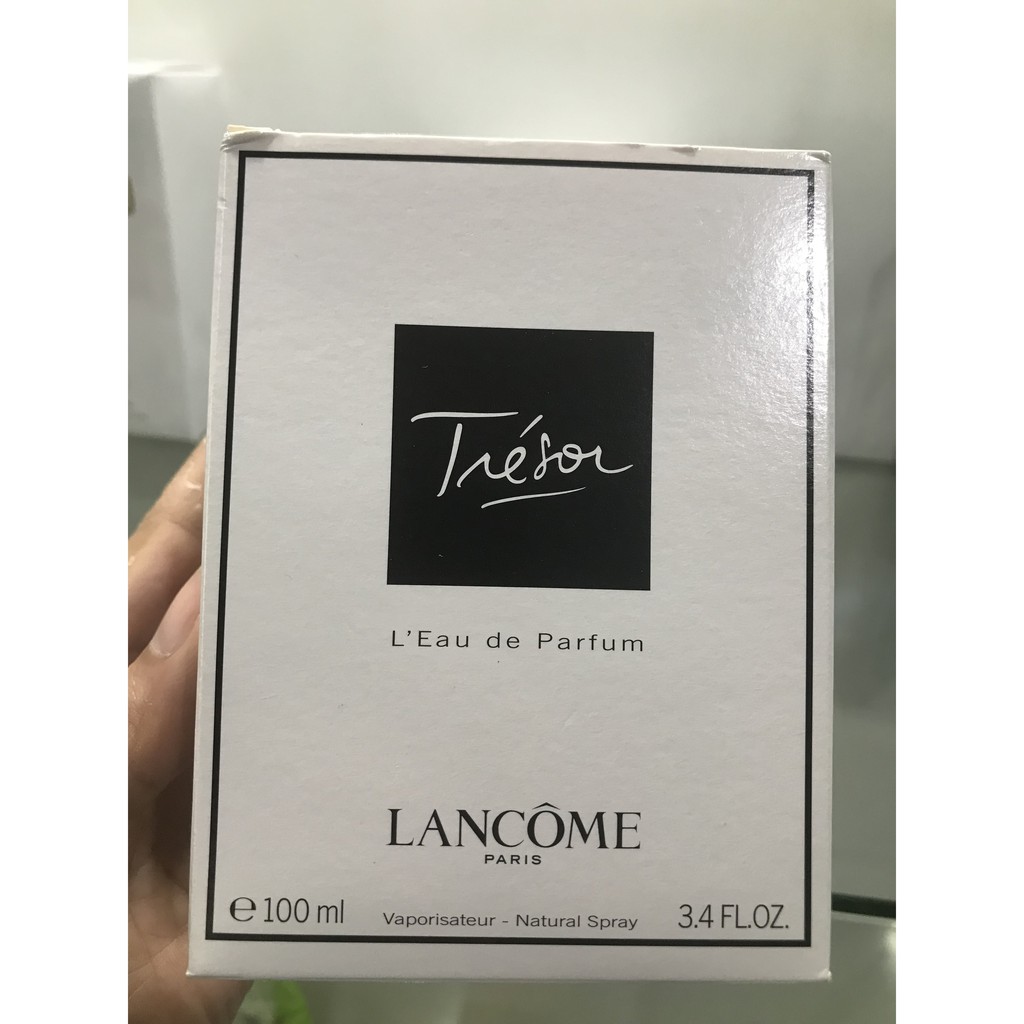 Trésor
L'Eau de Parfum
LANCÔME
PARIS
℮ 100 ml Vaporisateur - Natural Spray 3.4 FL.OZ.